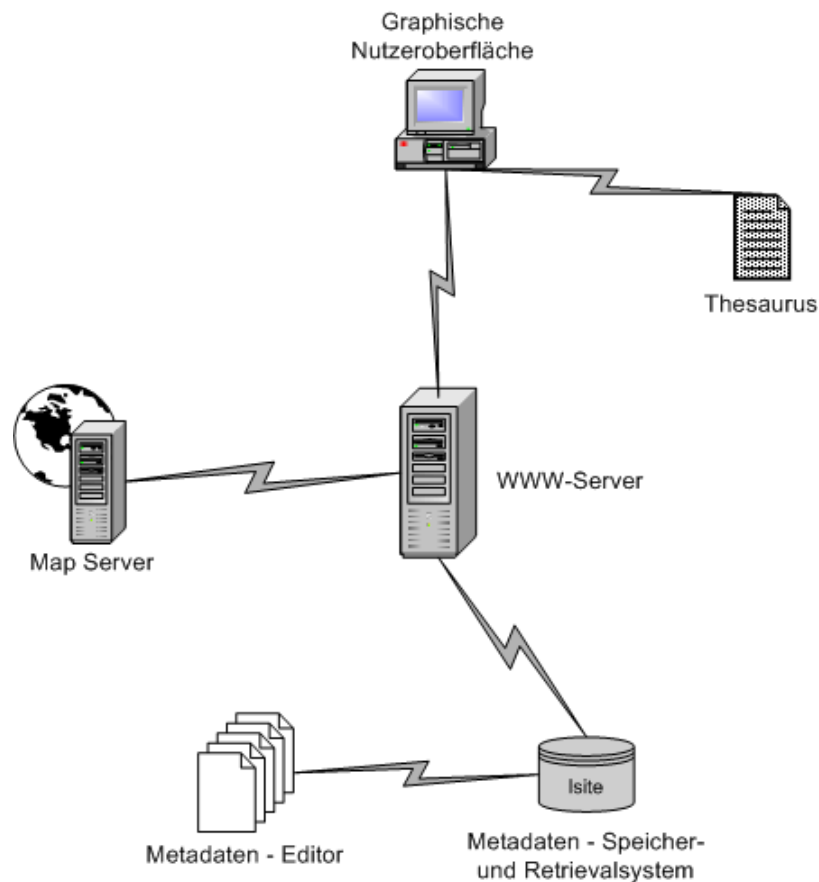 Graphische
Nutzeroberfläche
Thesaurus
WWW-Server
Map Server
Isite
Metadaten - Editor
Metadaten - Speicher-
und Retrievalsystem